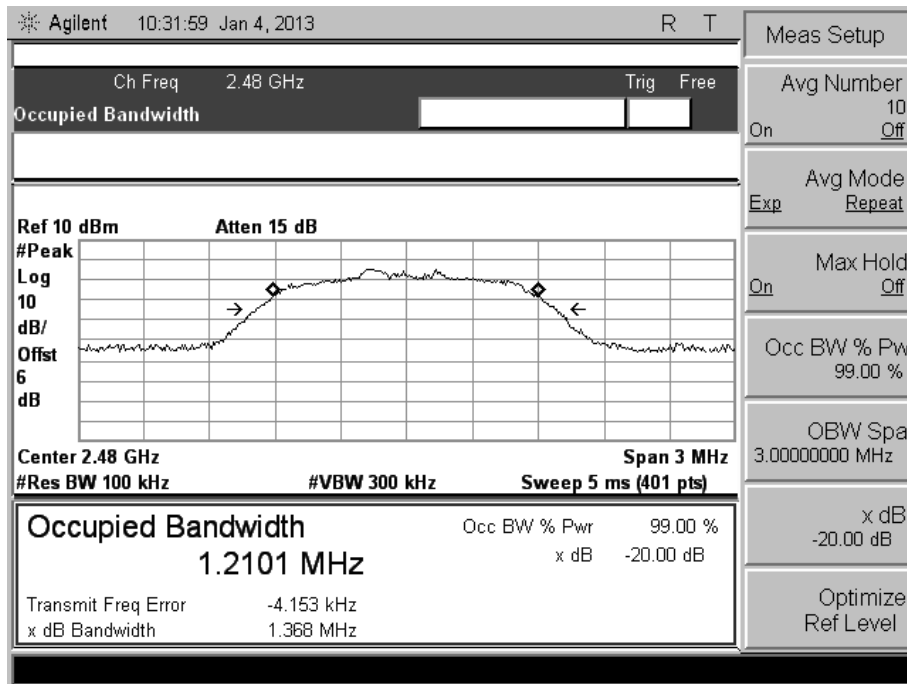 Agilent 10:31:59 Jan 4, 2013 R T
Meas Setup
Ch Freq 2.48 GHz Trig Free
Occupied Bandwidth
Avg Number
10
On Off
Avg Mode
Exp Repeat
Max Hold
On Off
Occ BW % Pw
99.00 %
OBW Spa
3.00000000 MHz
x dB
-20.00 dB
Optimize
Ref Level
Ref 10 dBm Atten 15 dB
#Peak
Log
10
dB/
Offst
6
dB
Center 2.48 GHz Span 3 MHz
#Res BW 100 kHz #VBW 300 kHz Sweep 5 ms (401 pts)
Occupied Bandwidth Occ BW % Pwr 99.00 %
1.2101 MHz x dB -20.00 dB
Transmit Freq Error -4.153 kHz
x dB Bandwidth 1.368 MHz